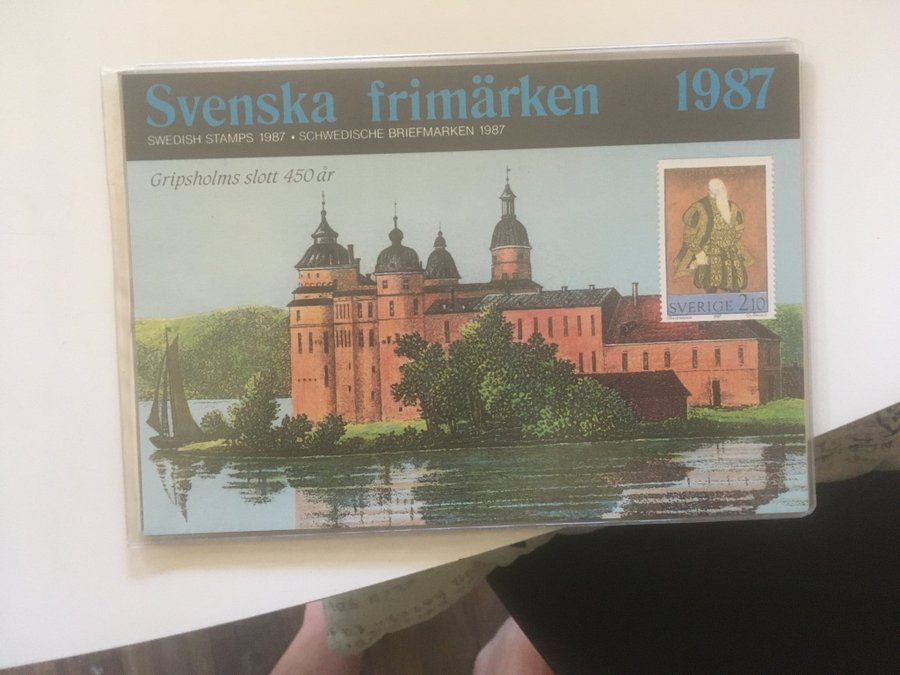 Svenska frimärken 1987
SWEDISH STAMPS 1987 • SCHWEDISCHE BRIEFMARKEN 1987
Gripsholms slott 450 år
SVERIGE 2.10